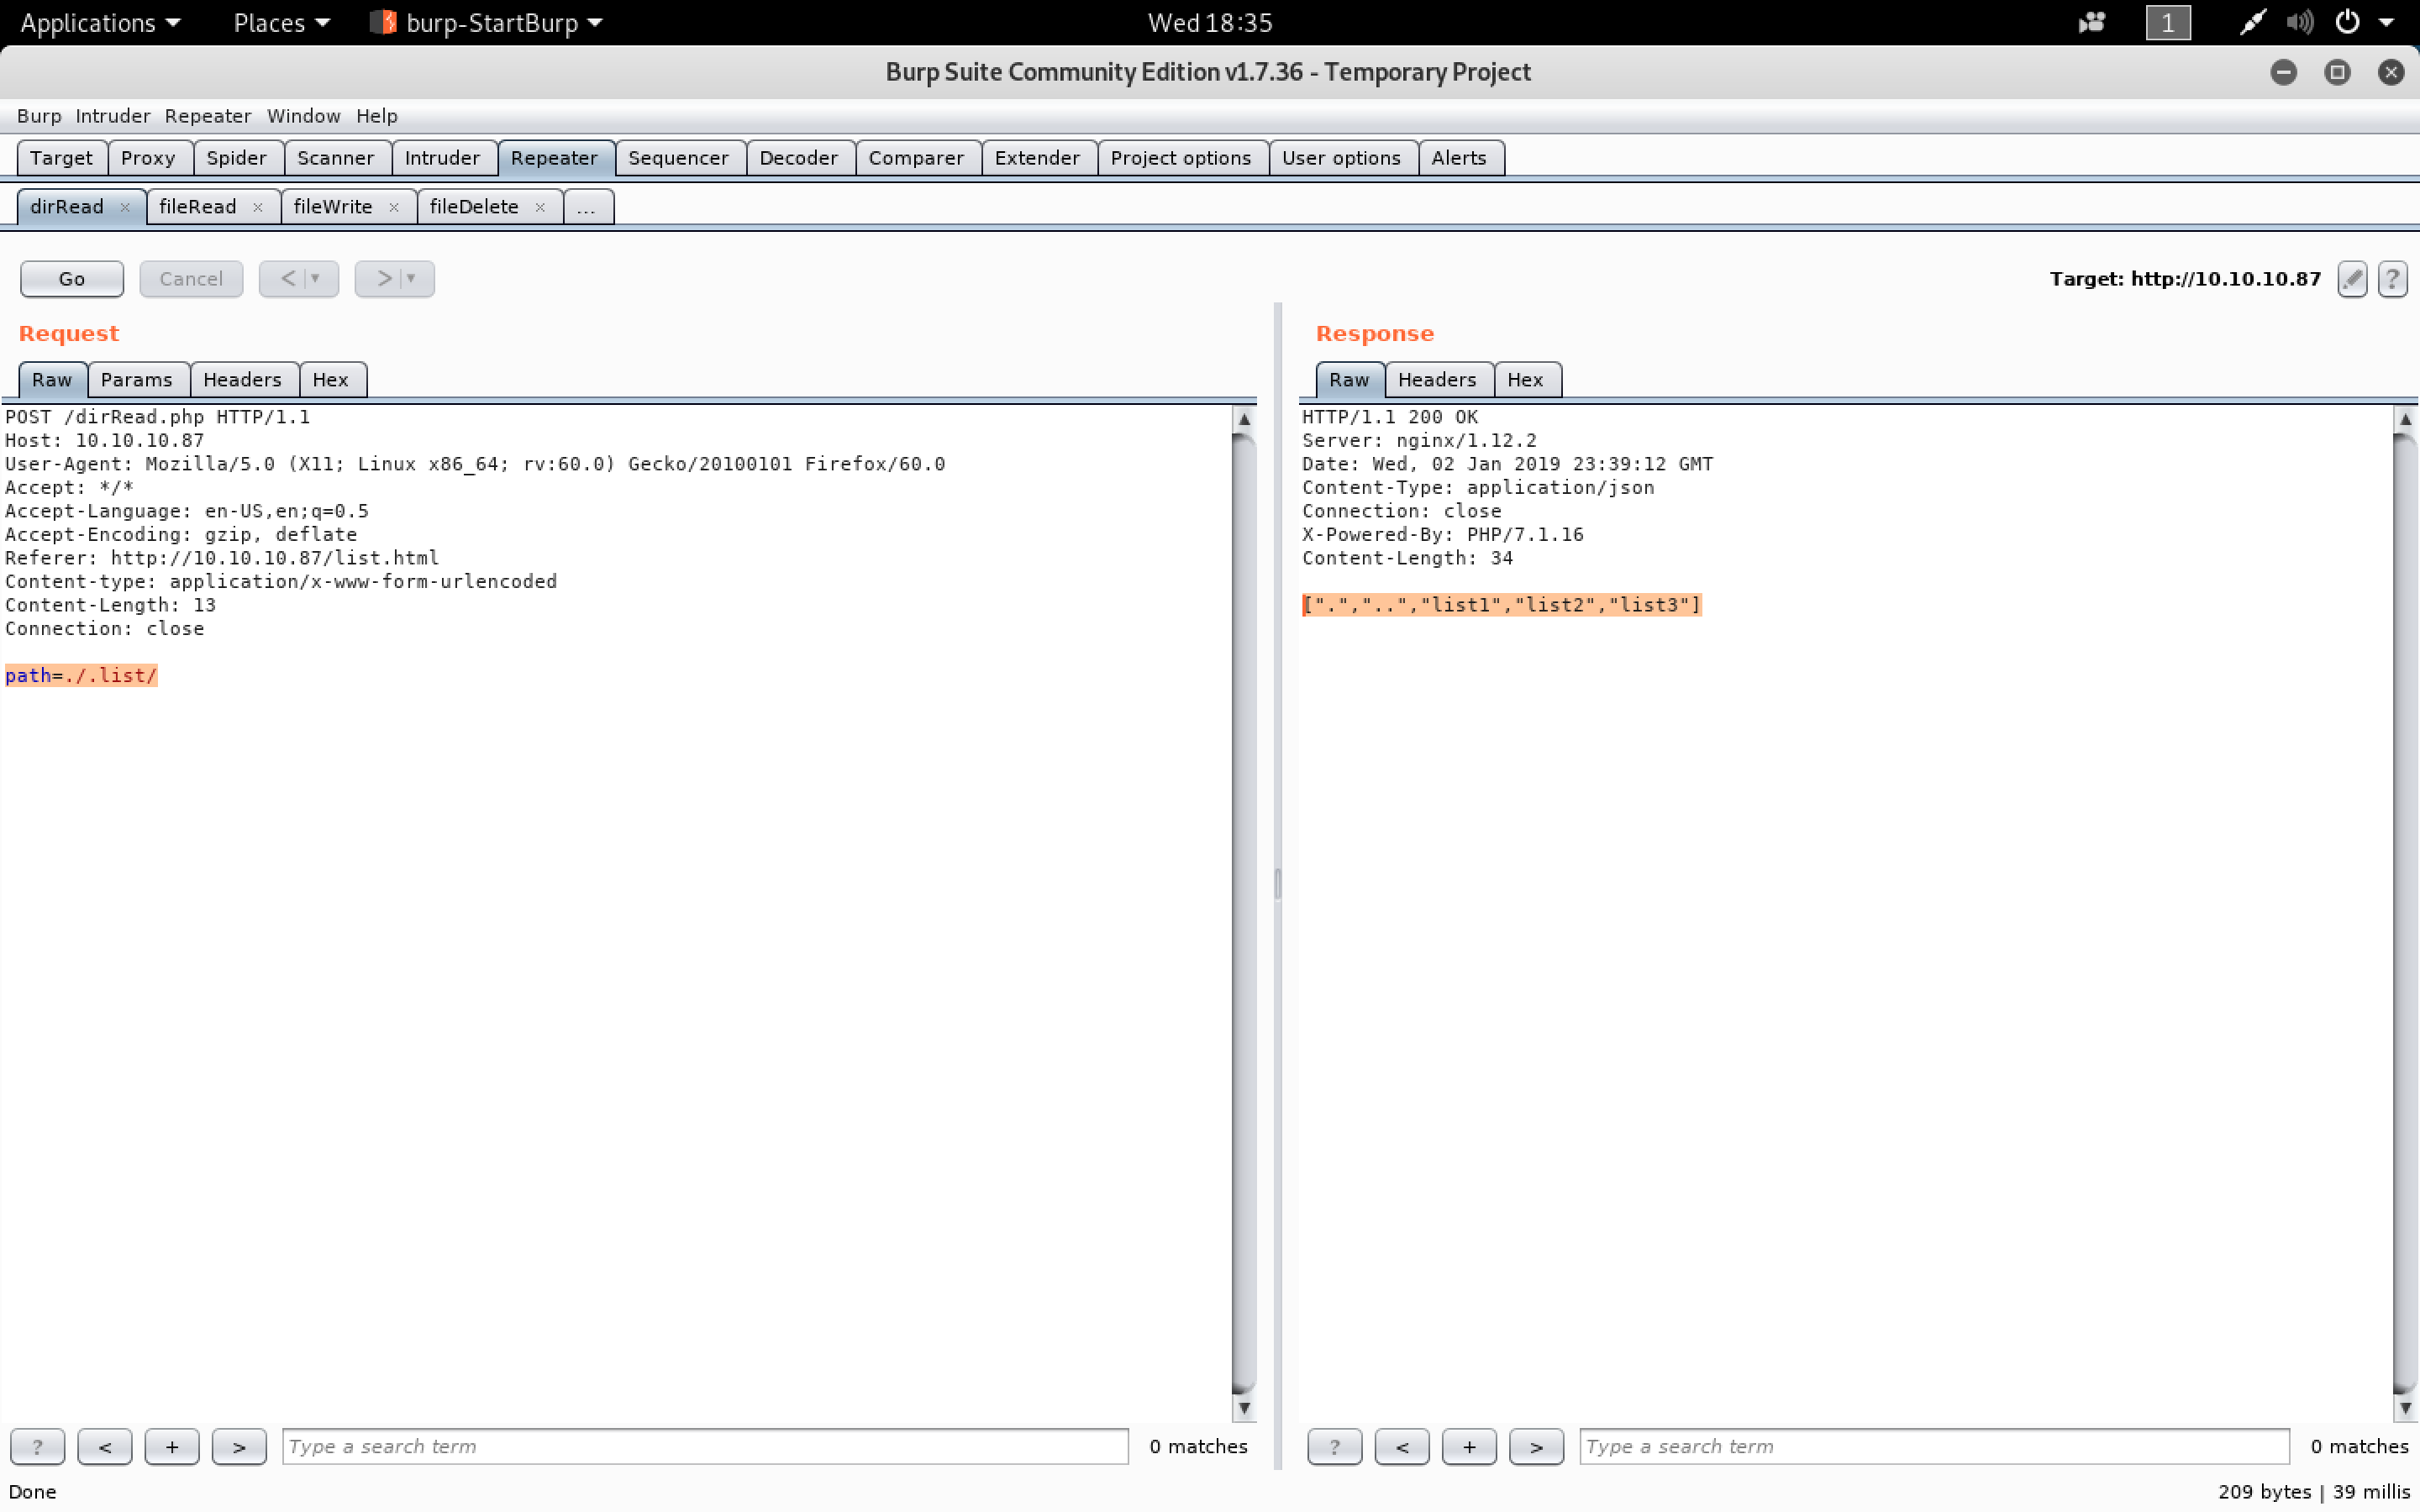 Applications Places burp-StartBurp Wed 18:35 1
Burp Suite Community Edition v1.7.36 - Temporary Project
Burp Intruder Repeater Window Help
Target Proxy Spider Scanner Intruder Repeater Sequencer Decoder Comparer Extender Project options User options Alerts
dirRead × fileRead × fileWrite × fileDelete × ...
Go Cancel < > Target: http://10.10.10.87 ?
Request
Raw Params Headers Hex
POST /dirRead.php HTTP/1.1
Host: 10.10.10.87
User-Agent: Mozilla/5.0 (X11; Linux x86_64; rv:60.0) Gecko/20100101 Firefox/60.0
Accept: */*
Accept-Language: en-US,en;q=0.5
Accept-Encoding: gzip, deflate
Referer: http://10.10.10.87/list.html
Content-type: application/x-www-form-urlencoded
Content-Length: 13
Connection: close
path=./.list/
? < + > Type a search term 0 matches
Response
Raw Headers Hex
HTTP/1.1 200 OK
Server: nginx/1.12.2
Date: Wed, 02 Jan 2019 23:39:12 GMT
Content-Type: application/json
Connection: close
X-Powered-By: PHP/7.1.16
Content-Length: 34
[".","..","list1","list2","list3"]
? < + > Type a search term 0 matches
Done 209 bytes | 39 millis